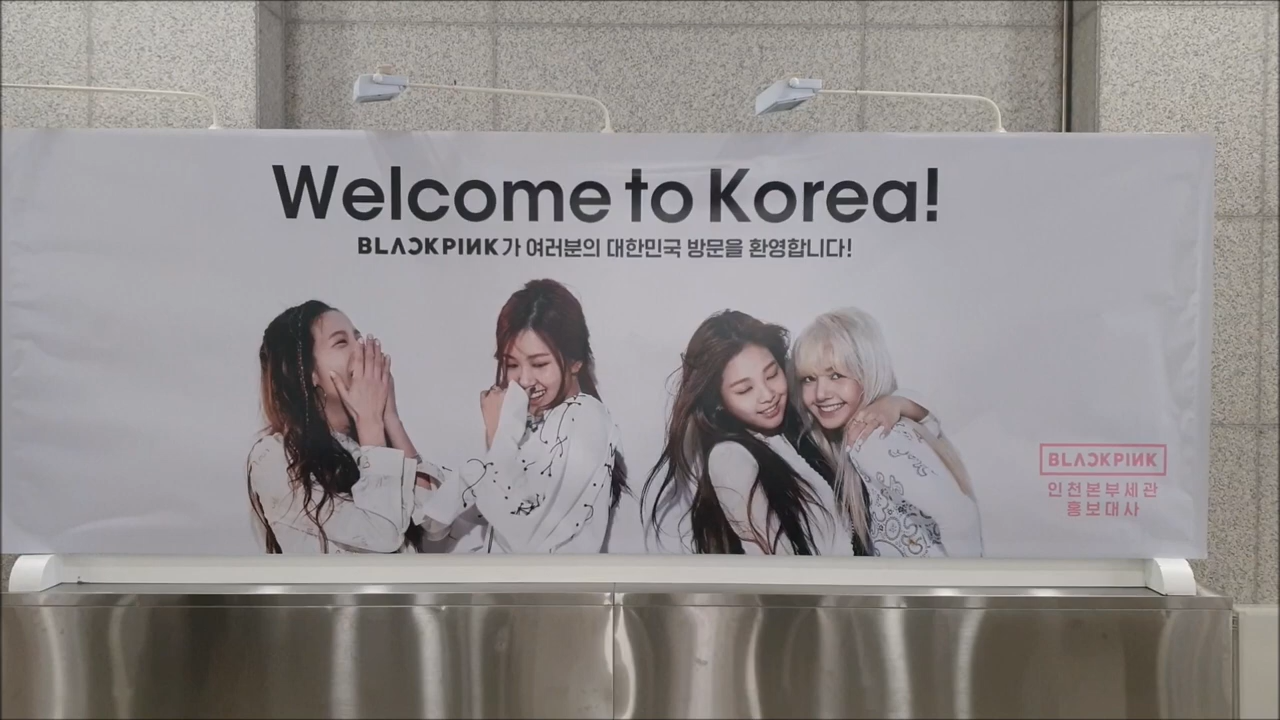 Welcome to Korea!
BLACKPINK가 여러분의 대한민국 방문을 환영합니다!
BLACKPINK
인천본부세관
홍보대사